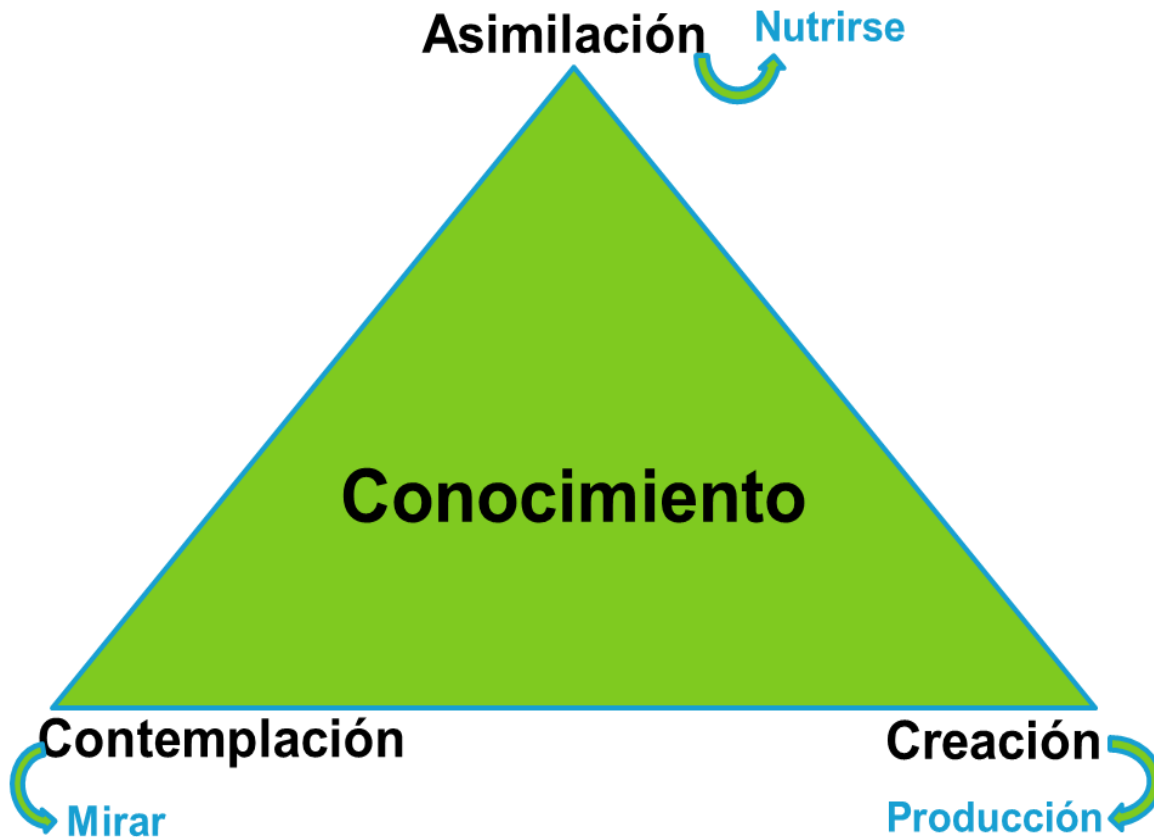 Asimilación
Nutrirse
Conocimiento
Contemplación
Mirar
Creación
Producción